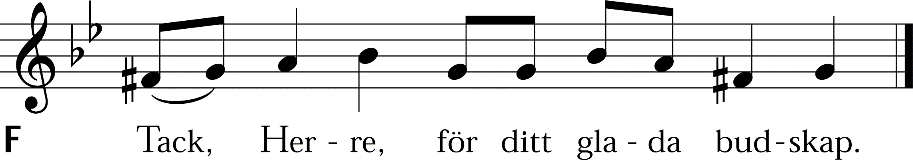 F Tack, Her - re, för ditt gla - da bud - skap.